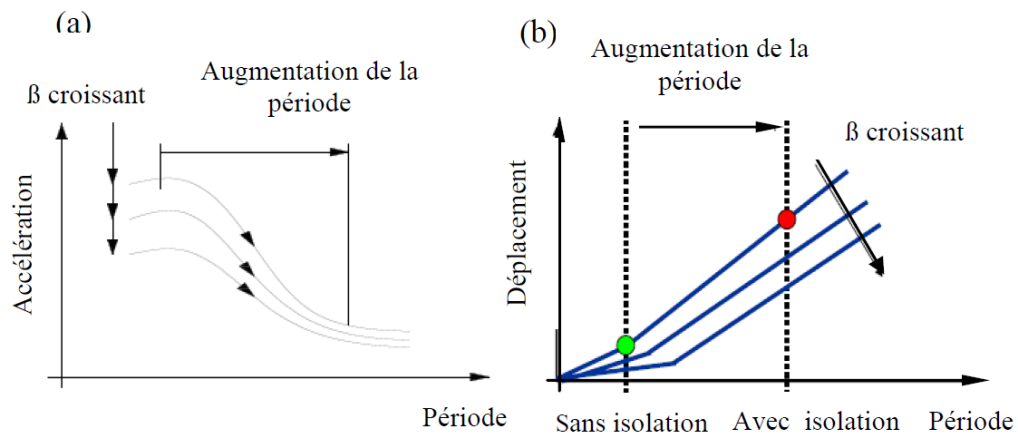 (a)
Augmentation de la
période
ß croissant
Accélération
Période
(b)
Augmentation de la
période
ß croissant
Déplacement
Sans isolation
Avec isolation
Période